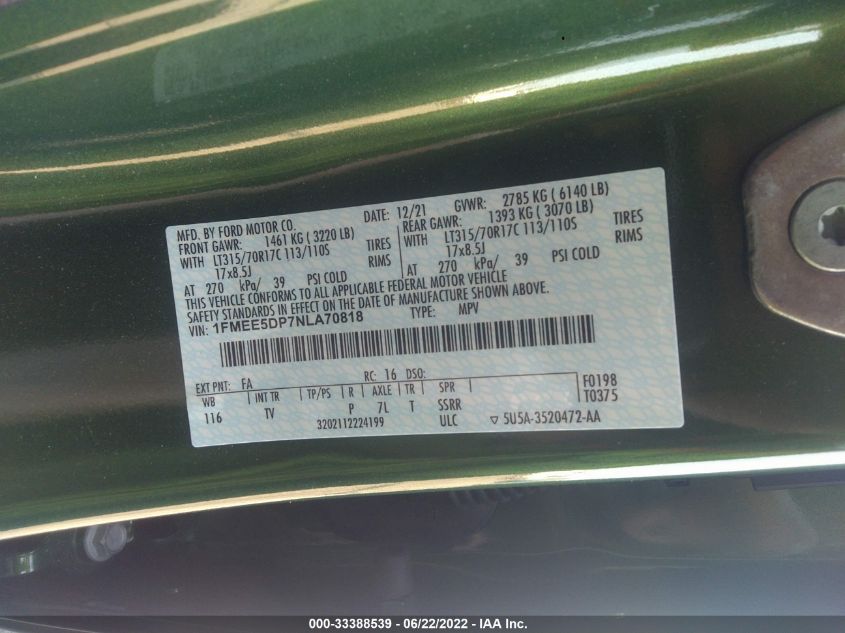 MFD. BY FORD MOTOR CO.
DATE: 12/21 GVWR: 2785 KG ( 6140 LB)
FRONT GAWR: 1461 KG ( 3220 LB) REAR GAWR: 1393 KG ( 3070 LB)
WITH LT315/70R17C 113/110S TIRES WITH LT315/70R17C 113/110S TIRES
17x8.5J RIMS 17x8.5J RIMS
AT 270 kPa/ 39 PSI COLD AT 270 kPa/ 39 PSI COLD
THIS VEHICLE CONFORMS TO ALL APPLICABLE FEDERAL MOTOR VEHICLE
SAFETY STANDARDS IN EFFECT ON THE DATE OF MANUFACTURE SHOWN ABOVE.
VIN: 1FMEE5DP7NLA70818 TYPE: MPV
EXT PNT: FA RC: 16 DSO: F0198
WB INT TR TP/PS R AXLE TR SPR T0375
116 TV P 7L T SSRR
3202112224199 ULC ▽ 5U5A-3520472-AA
000-33388539 - 06/22/2022 - IAA Inc.